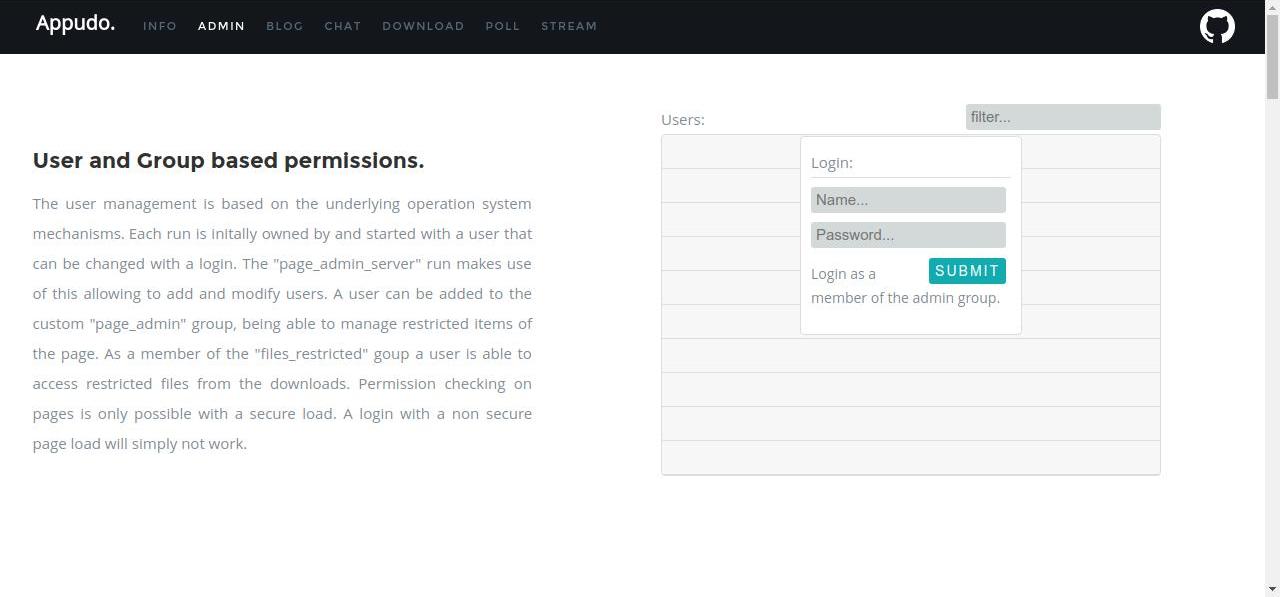 Appudo. INFO ADMIN BLOG CHAT DOWNLOAD POLL STREAM
User and Group based permissions.
The user management is based on the underlying operation system
mechanisms. Each run is initally owned by and started with a user that
can be changed with a login. The "page_admin_server" run makes use
of this allowing to add and modify users. A user can be added to the
custom "page_admin" group, being able to manage restricted items of
the page. As a member of the "files_restricted" goup a user is able to
access restricted files from the downloads. Permission checking on
pages is only possible with a secure load. A login with a non secure
page load will simply not work.
Users:
filter...
Login:
Name...
Password...
Login as a
SUBMIT
member of the admin group.